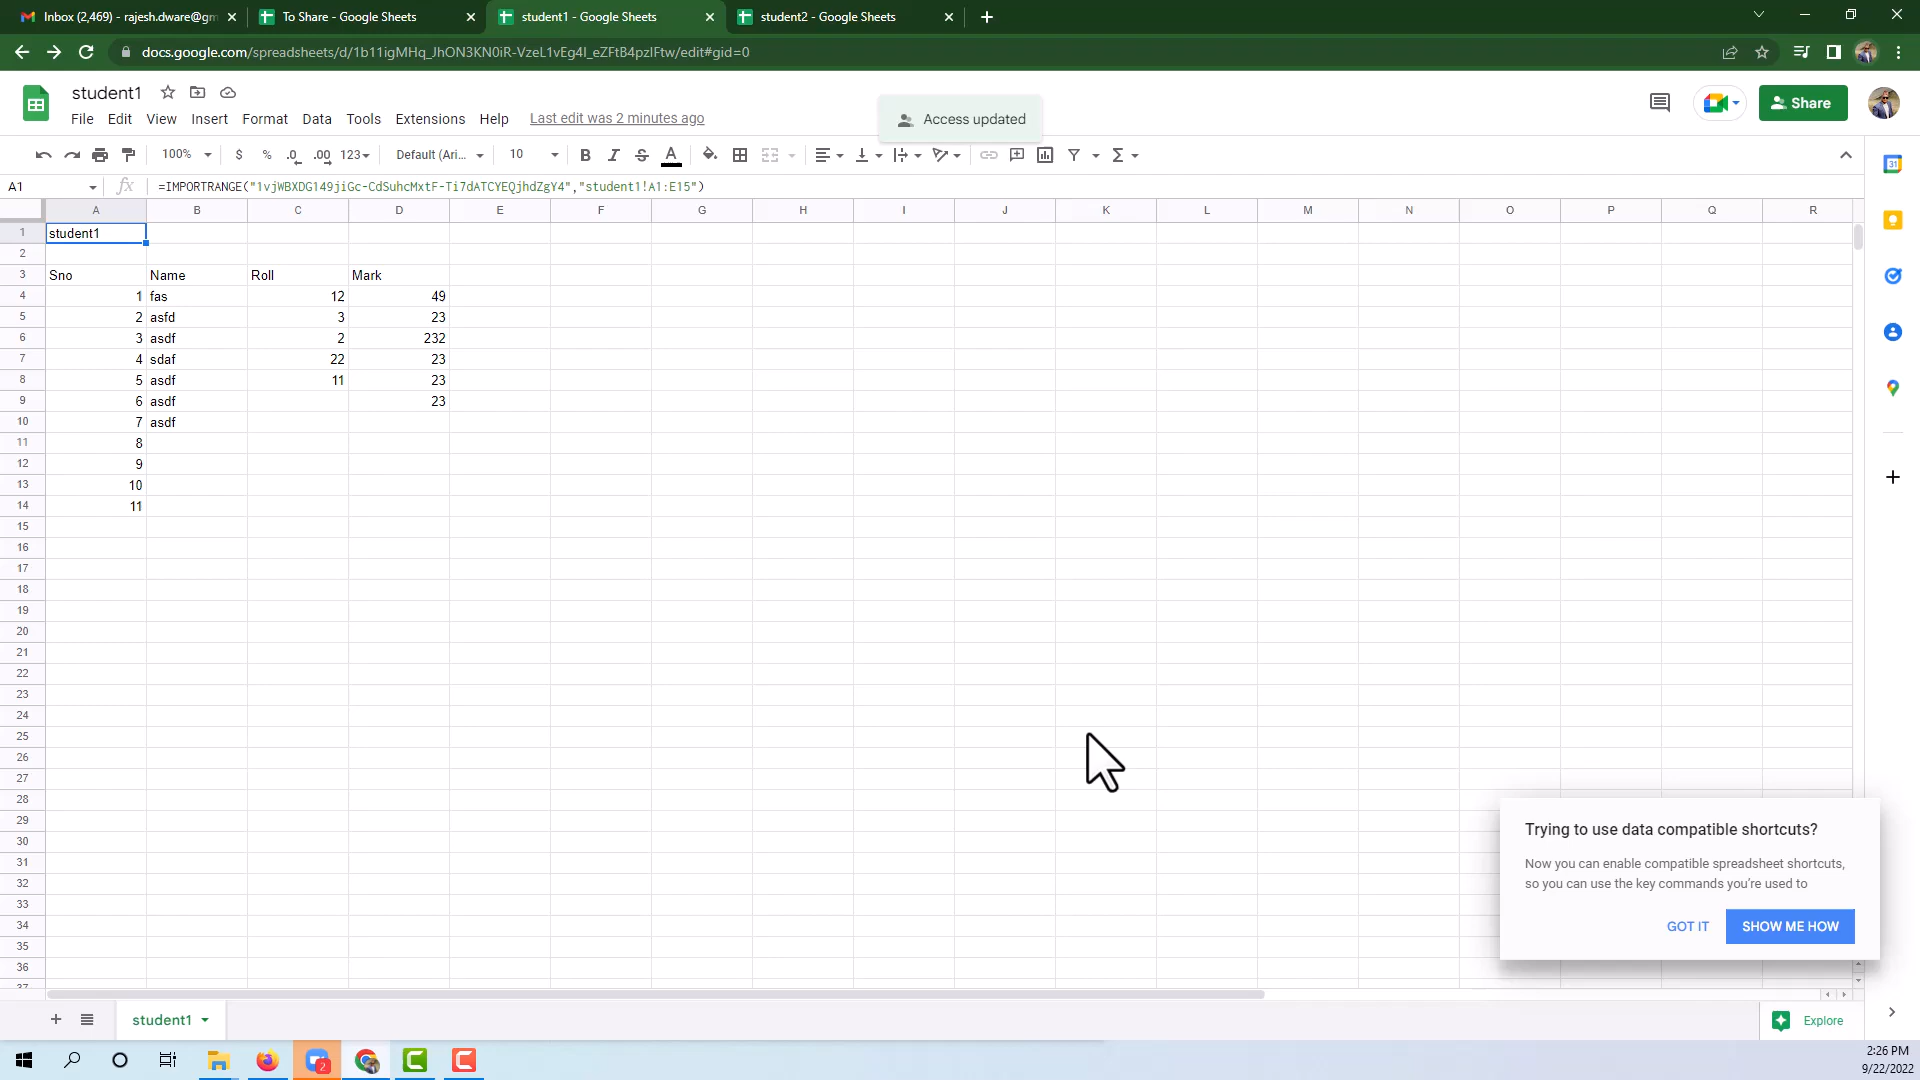 Inbox (2,469) - rajesh.dware@gm
To Share - Google Sheets
student1 - Google Sheets
student2 - Google Sheets
docs.google.com/spreadsheets/d/1b11igMHq_JhON3KN0iR-VzeL1vEg4I_eZFtB4pzlFtw/edit#gid=0
student1
Access updated
Share
File Edit View Insert Format Data Tools Extensions Help Last edit was 2 minutes ago
100% $ % .0 .00 123 Default (Ari... 10 B I S A Σ
31
A1 fx =IMPORTRANGE("1vjWBXDG149jiGc-CdSuhcMxtF-Ti7dATCYEQjhdZgY4","student1!A1:E15")
A B C D E F G H I J K L M N O P Q R
1 student1
2
3 Sno Name Roll Mark
4 1 fas 12 49
5 2 asfd 3 23
6 3 asdf 2 232
7 4 sdaf 22 23
8 5 asdf 11 23
9 6 asdf 23
10 7 asdf
11 8
12 9
13 10
14 11
15
16
17
18
19
20
21
22
23
24
25
26
27
28
29
30
31
32
33
34
35
36
37
Trying to use data compatible shortcuts?
Now you can enable compatible spreadsheet shortcuts,
so you can use the key commands you're used to
GOT IT
SHOW ME HOW
student1
Explore
2
2:26 PM
9/22/2022